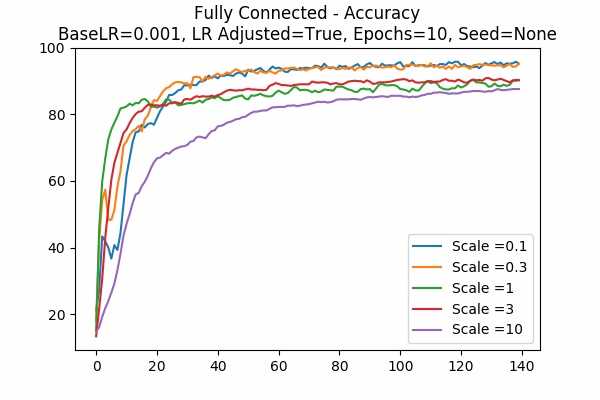 Fully Connected - Accuracy
BaseLR=0.001, LR Adjusted=True, Epochs=10, Seed=None
100
80
60
40
20
0 20 40 60 80 100 120 140
Scale =0.1
Scale =0.3
Scale =1
Scale =3
Scale =10